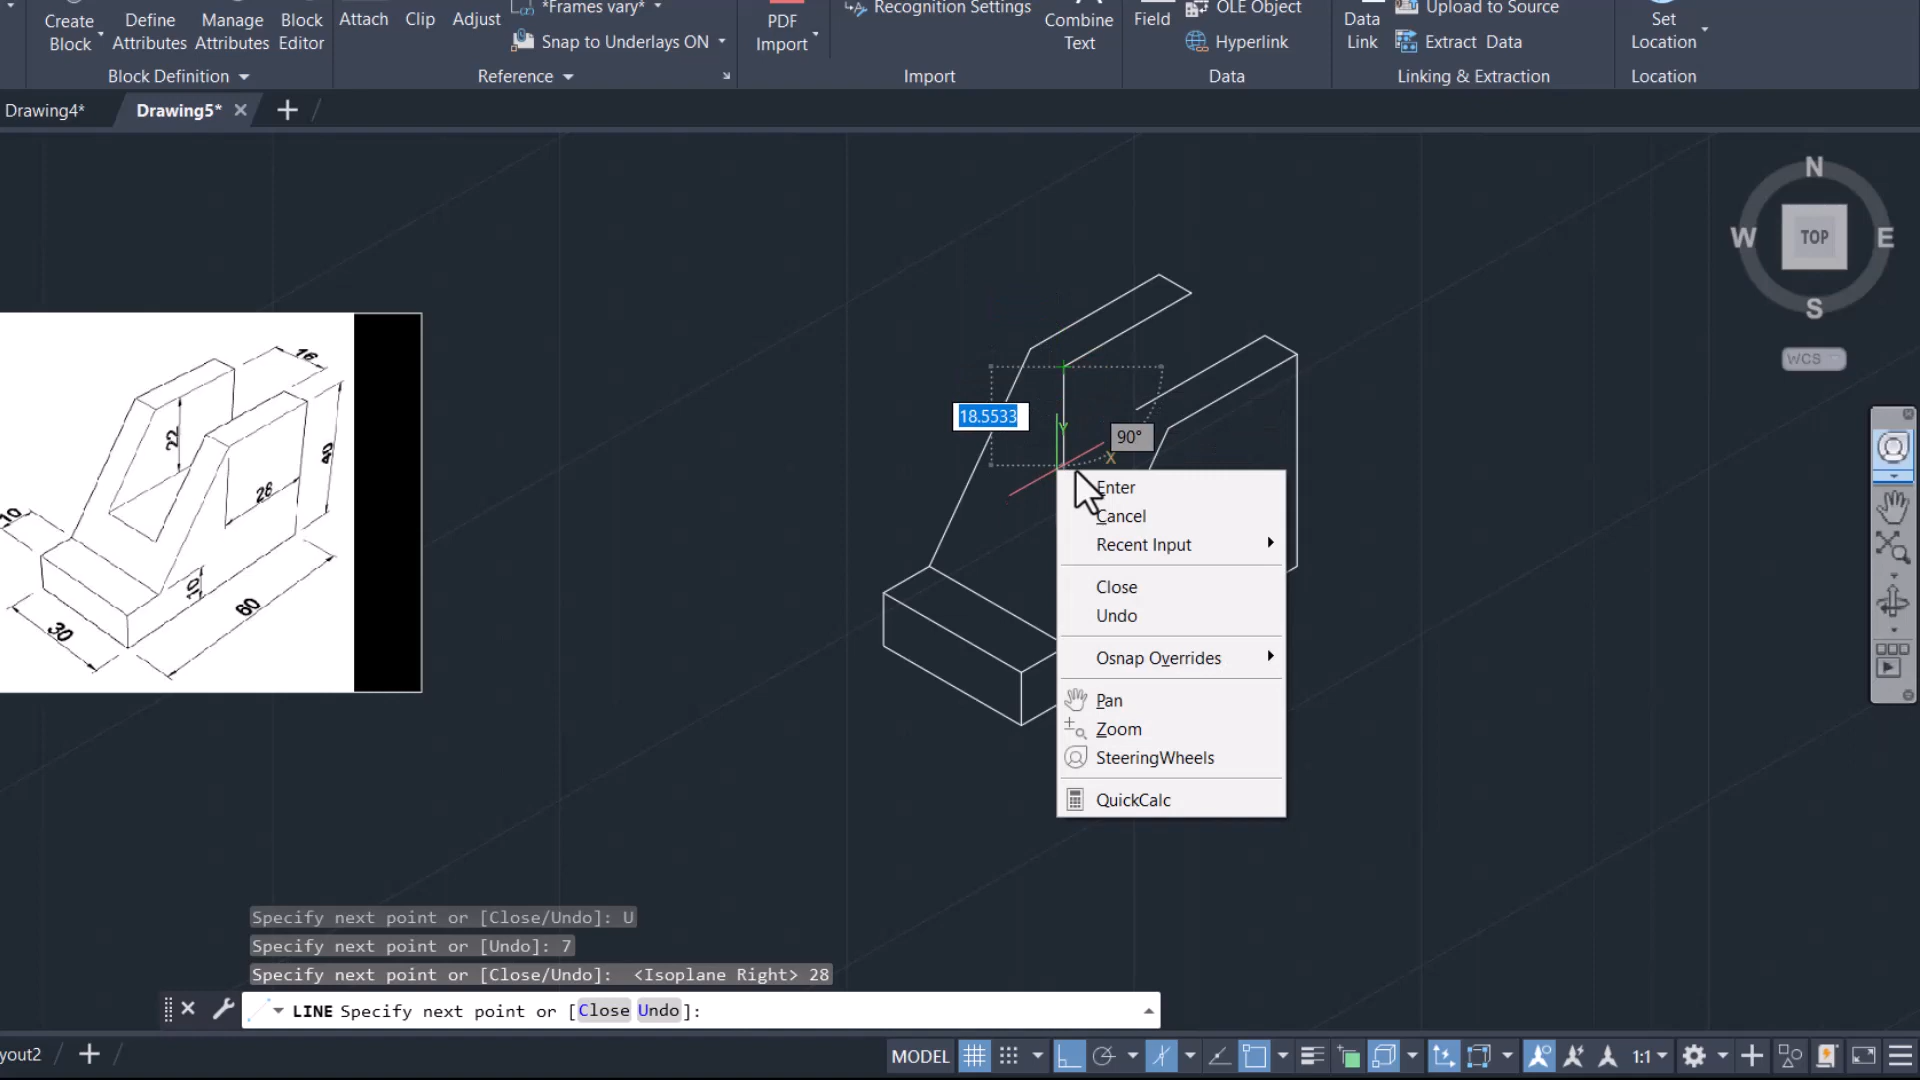 Create Block
Define Attributes
Manage Attributes
Block Editor
Block Definition
Attach
Clip
Adjust
*Frames vary*
Snap to Underlays ON
Reference
PDF Import
Recognition Settings
Combine Text
Import
Field
OLE Object
Hyperlink
Data
Data Link
Upload to Source
Extract Data
Linking & Extraction
Set Location
Location
Drawing4*
Drawing5*
N
W
TOP
E
S
WCS
16
22
40
26
10
10
60
30
18.5533
90°
X
Enter
Cancel
Recent Input
Close
Undo
Osnap Overrides
Pan
Zoom
SteeringWheels
QuickCalc
Specify next point or [Close/Undo]: U
Specify next point or [Undo]: 7
Specify next point or [Close/Undo]: <Isoplane Right> 28
LINE Specify next point or [Close Undo]:
yout2
MODEL
1:1